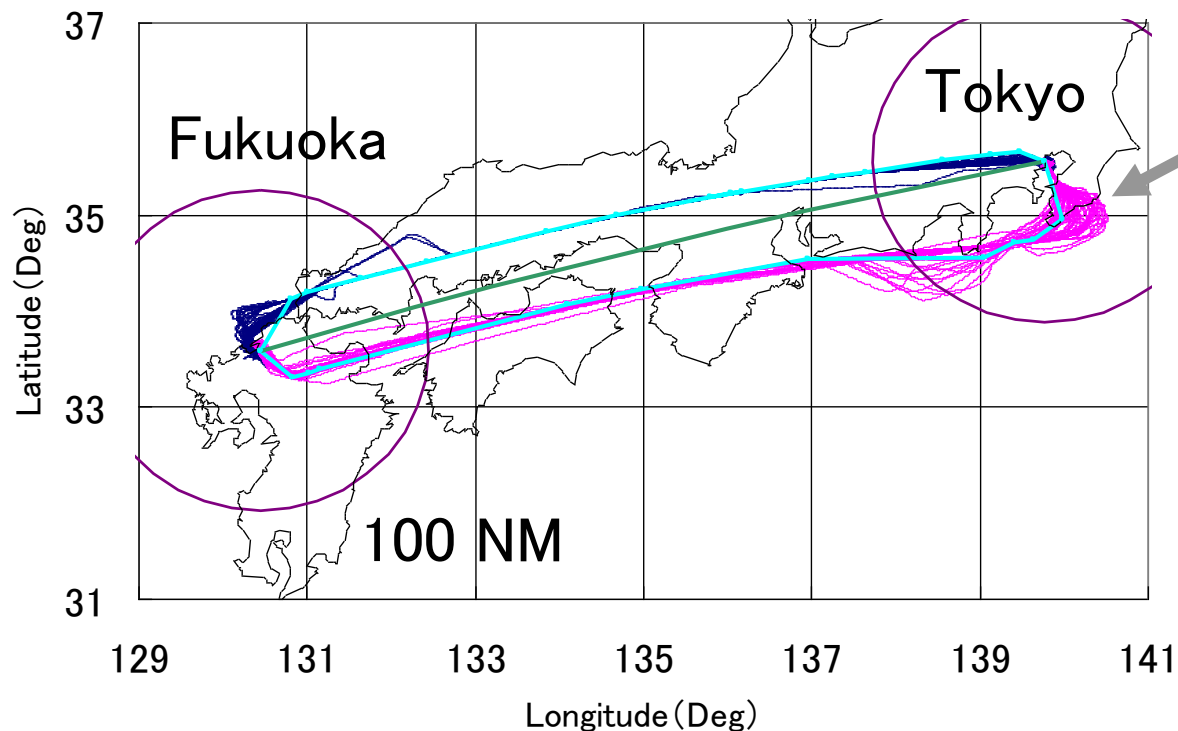 37
Tokyo
Fukuoka
35
Latitude(Deg)
33
100 NM
31
129 131 133 135 137 139 141
Longitude(Deg)